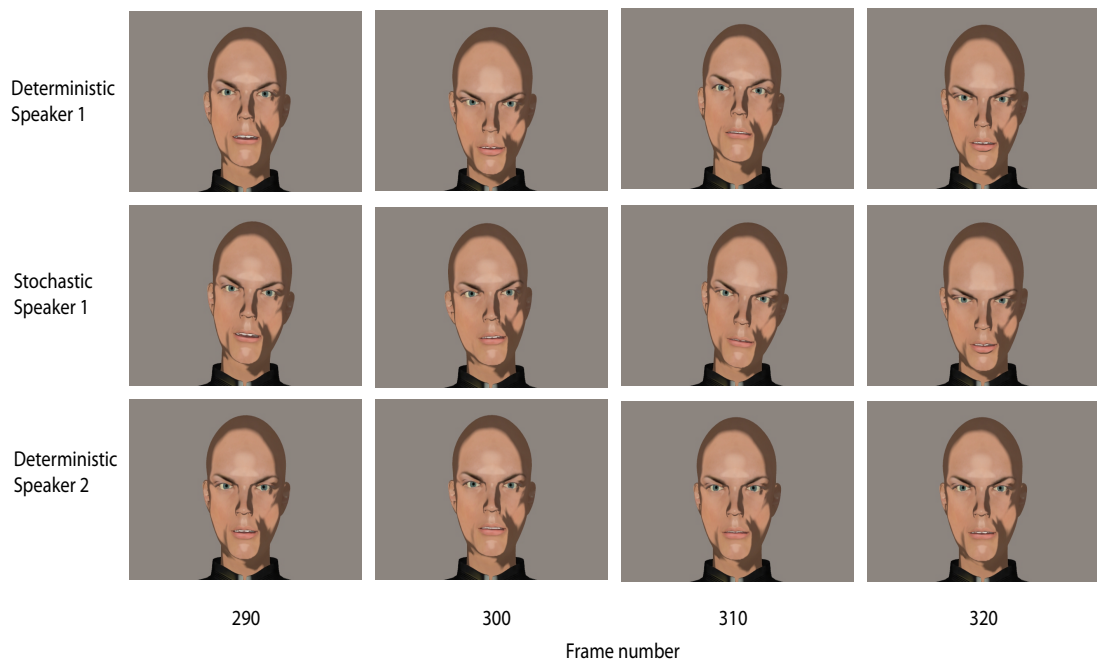 Deterministic
Speaker 1
Stochastic
Speaker 1
Deterministic
Speaker 2
290 300 310 320
Frame number